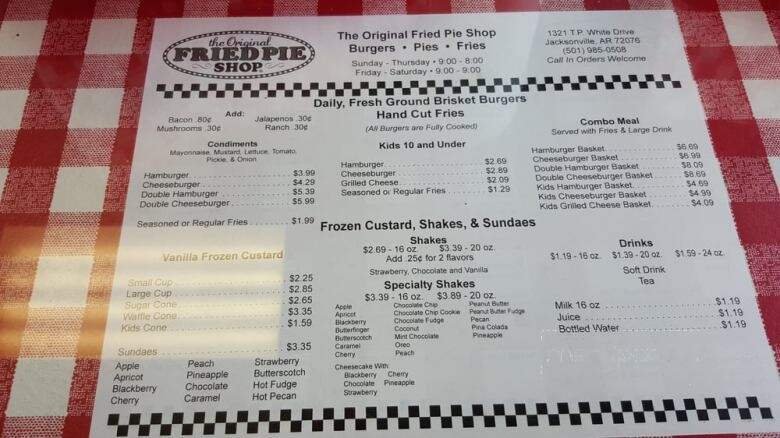 the Original
FRIED PIE
SHOP
The Original Fried Pie Shop
Burgers • Pies • Fries
Sunday - Thursday • 9:00 - 8:00
Friday - Saturday • 9:00 - 9:00
1321 T.P. White Drive
Jacksonville, AR 72076
(501) 985-0508
Call In Orders Welcome
Daily, Fresh Ground Brisket Burgers
Hand Cut Fries
(All Burgers are Fully Cooked)
Add:
Bacon .80¢ Jalapenos .30¢
Mushrooms .30¢ Ranch .30¢
Condiments
Mayonnaise, Mustard, Lettuce, Tomato,
Pickle, & Onion
Hamburger $3.99
Cheeseburger $4.29
Double Hamburger $5.39
Double Cheeseburger $5.99
Seasoned or Regular Fries $1.99
Kids 10 and Under
Hamburger $2.69
Cheeseburger $2.89
Grilled Cheese $2.09
Seasoned or Regular Fries $1.29
Combo Meal
Served with Fries & Large Drink
Hamburger Basket $6.69
Cheeseburger Basket $6.99
Double Hamburger Basket $8.09
Double Cheeseburger Basket $8.69
Kids Hamburger Basket $4.69
Kids Cheeseburger Basket $4.99
Kids Grilled Cheese Basket $4.09
Frozen Custard, Shakes, & Sundaes
Vanilla Frozen Custard
Small Cup $2.25
Large Cup $2.85
Sugar Cone $2.65
Waffle Cone $3.35
Kids Cone $1.59
Sundaes $3.35
Apple Peach Strawberry
Apricot Pineapple Butterscotch
Blackberry Chocolate Hot Fudge
Cherry Caramel Hot Pecan
Shakes
$2.69 - 16 oz. $3.39 - 20 oz.
Add .25¢ for 2 flavors
Strawberry, Chocolate and Vanilla
Specialty Shakes
$3.39 - 16 oz. $3.89 - 20 oz.
Apple Chocolate Chip Peanut Butter
Apricot Chocolate Chip Cookie Peanut Butter Fudge
Blackberry Chocolate Fudge Pecan
Butterfinger Coconut Pina Colada
Butterscotch Mint Chocolate Pineapple
Caramel Oreo
Cherry Peach
Cheesecake With:
Blackberry Cherry
Chocolate Pineapple
Strawberry
Drinks
$1.19 - 16 oz. $1.39 - 20 oz. $1.59 - 24 oz.
Soft Drink
Tea
Milk 16 oz $1.19
Juice $1.19
Bottled Water $1.19